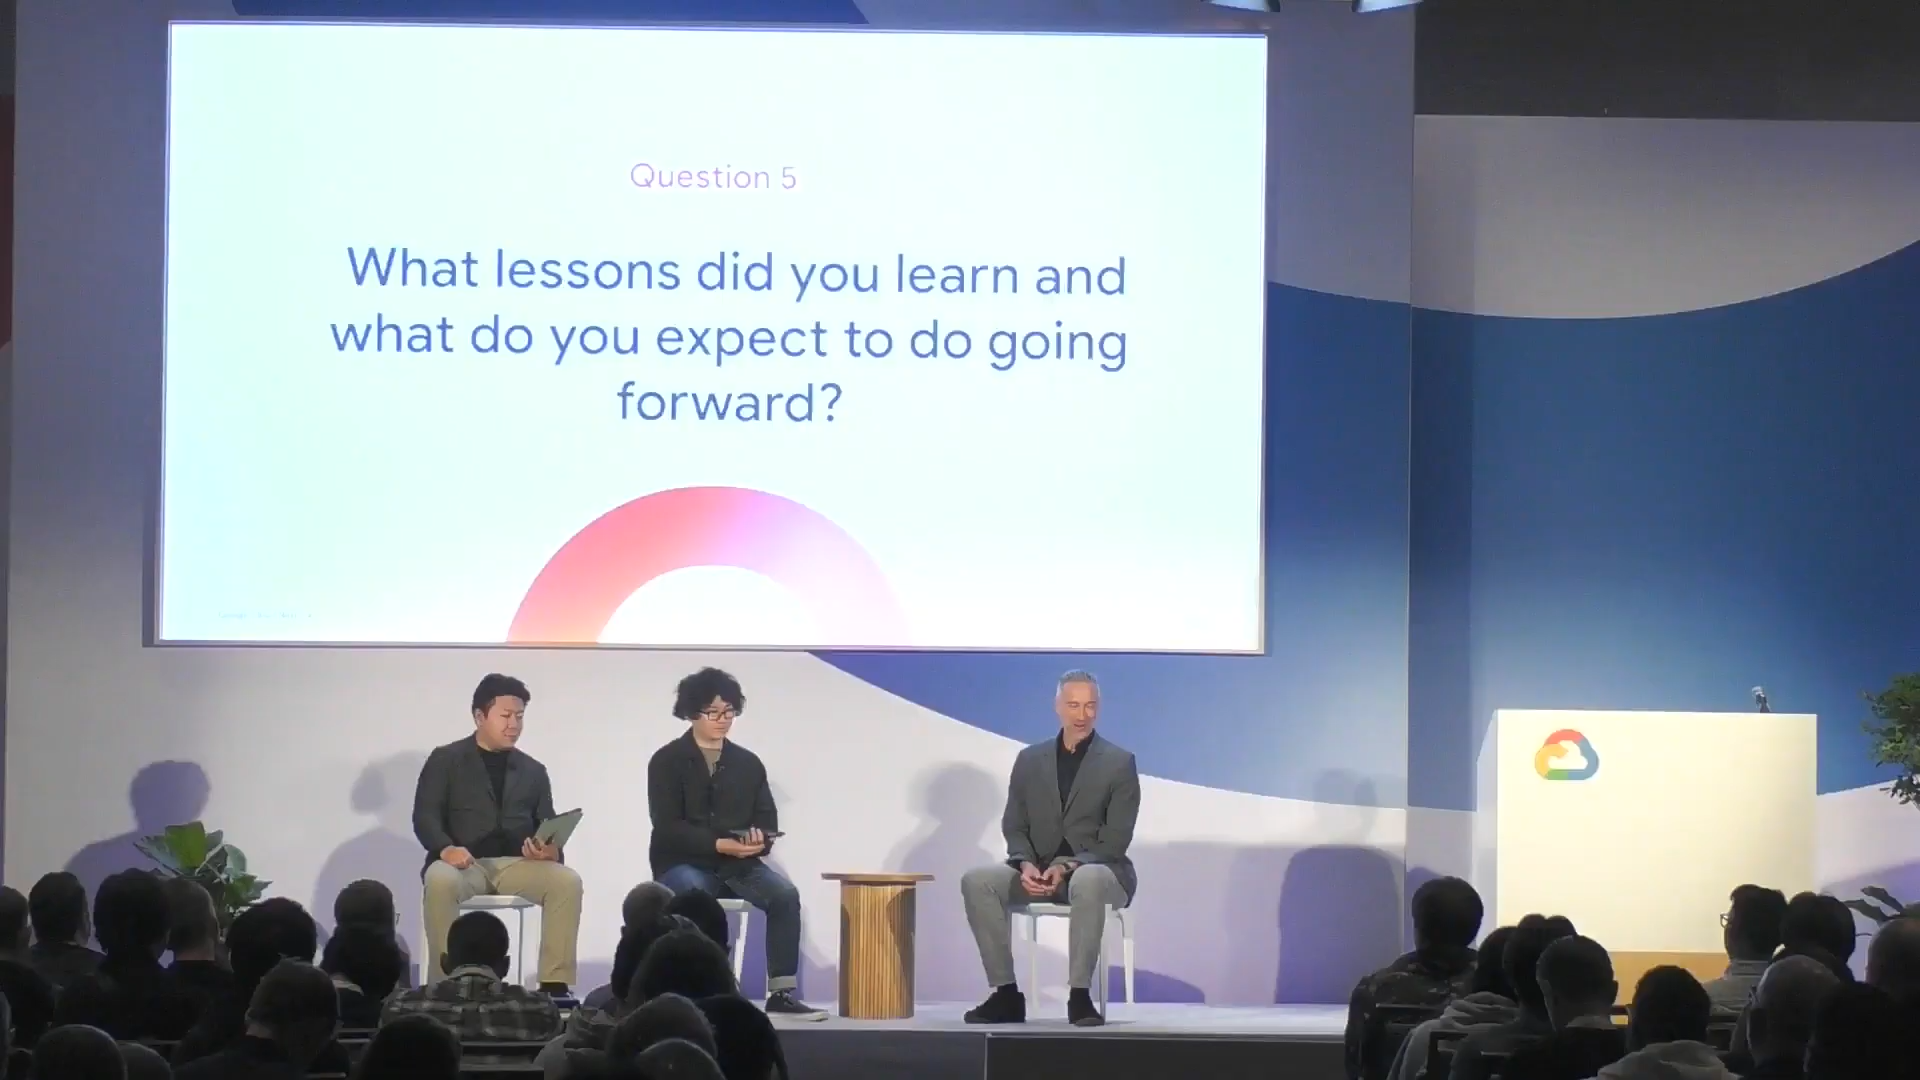 Question 5
What lessons did you learn and
what do you expect to do going
forward?